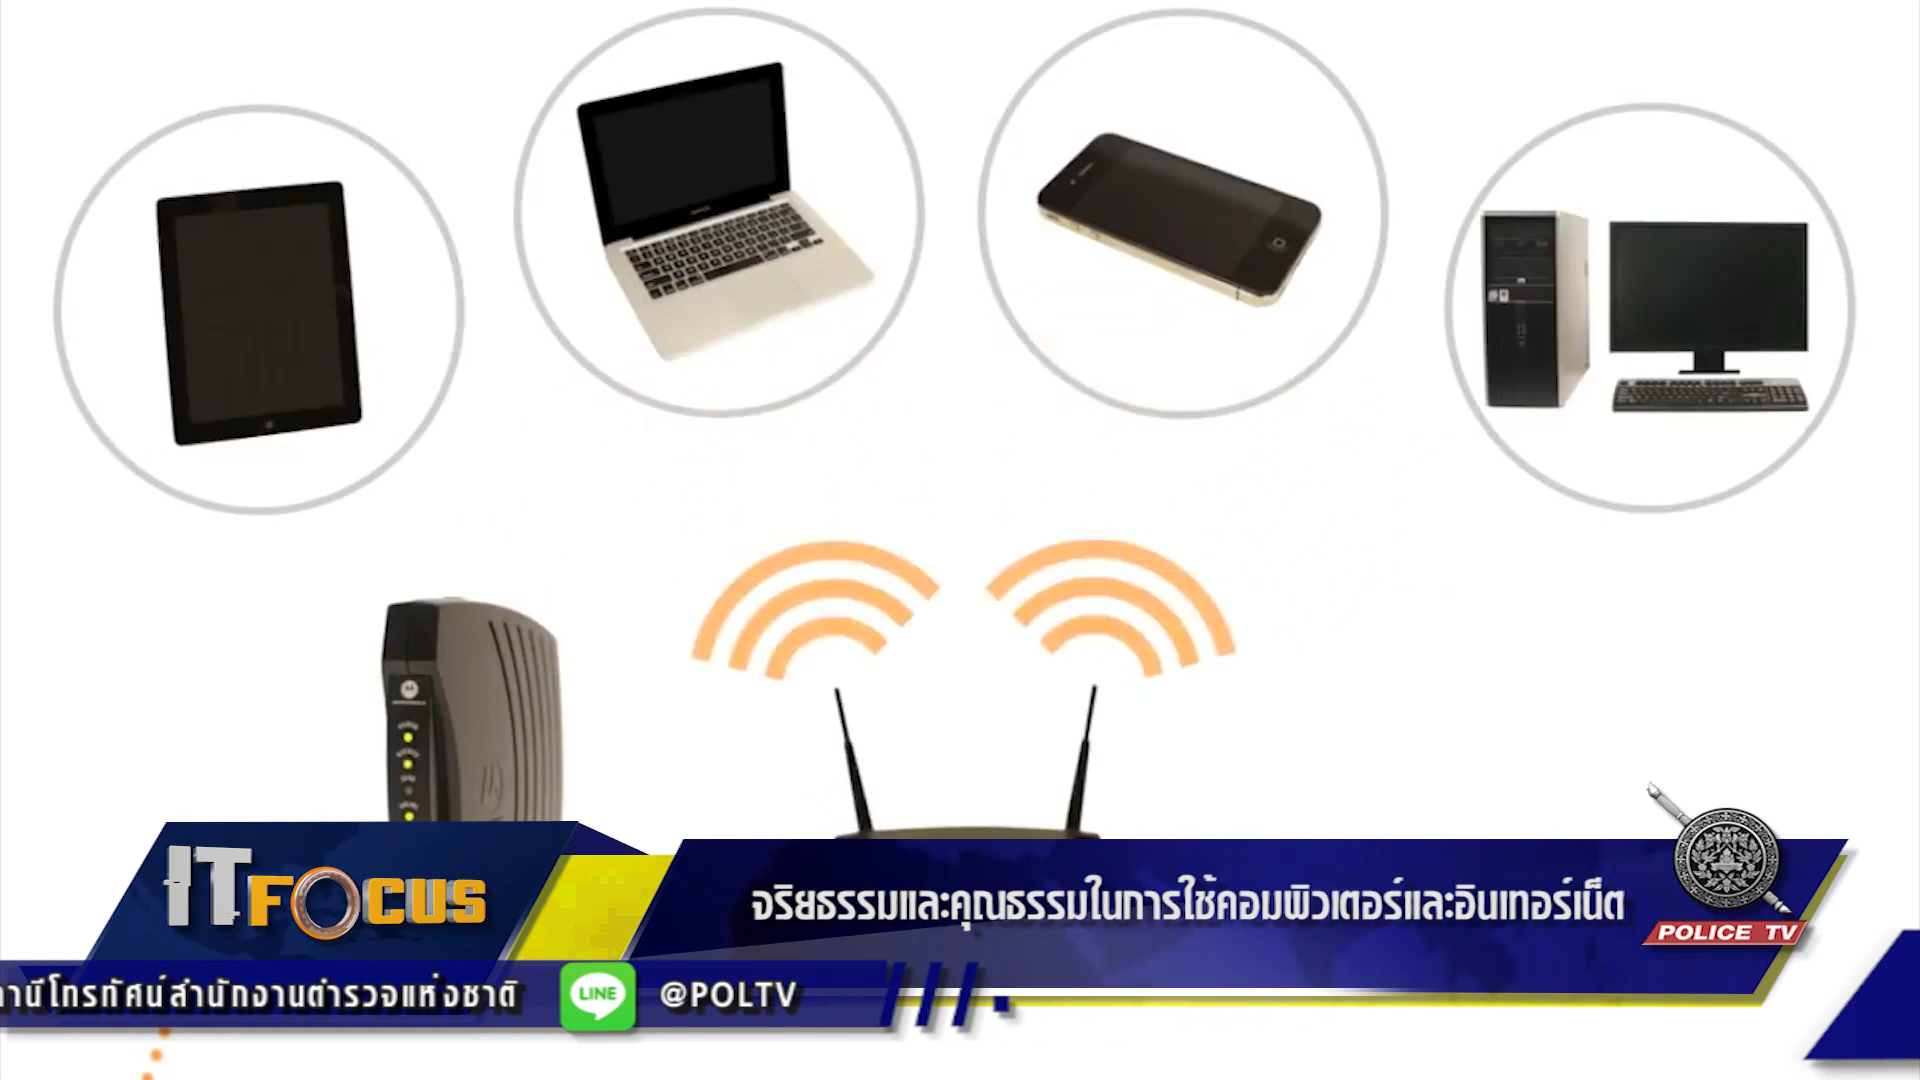 IT FOCUS
จริยธรรมและคุณธรรมในการใช้คอมพิวเตอร์และอินเทอร์เน็ต
POLICE TV
านีโทรทัศน์สำนักงานตำรวจแห่งชาติ
LINE
@POLTV